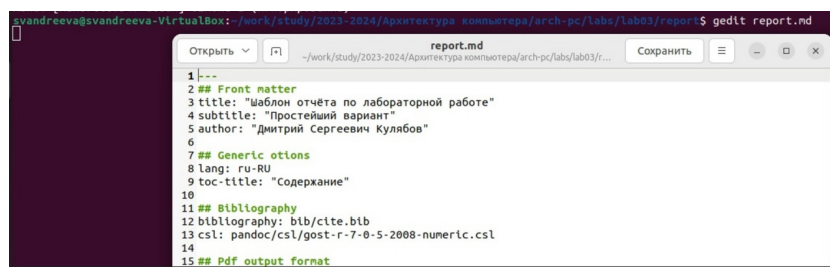 svandreeva@svandreeva-VirtualBox:~/work/study/2023-2024/Архитектура компьютера/arch-pc/labs/lab03/report$ gedit report.md
Открыть
report.md
~/work/study/2023-2024/Архитектура компьютера/arch-pc/labs/lab03/r...
Сохранить
1 ---
2 ## Front matter
3 title: "Шаблон отчёта по лабораторной работе"
4 subtitle: "Простейший вариант"
5 author: "Дмитрий Сергеевич Кулябов"
6
7 ## Generic otions
8 lang: ru-RU
9 toc-title: "Содержание"
10
11 ## Bibliography
12 bibliography: bib/cite.bib
13 csl: pandoc/csl/gost-r-7-0-5-2008-numeric.csl
14
15 ## Pdf output format